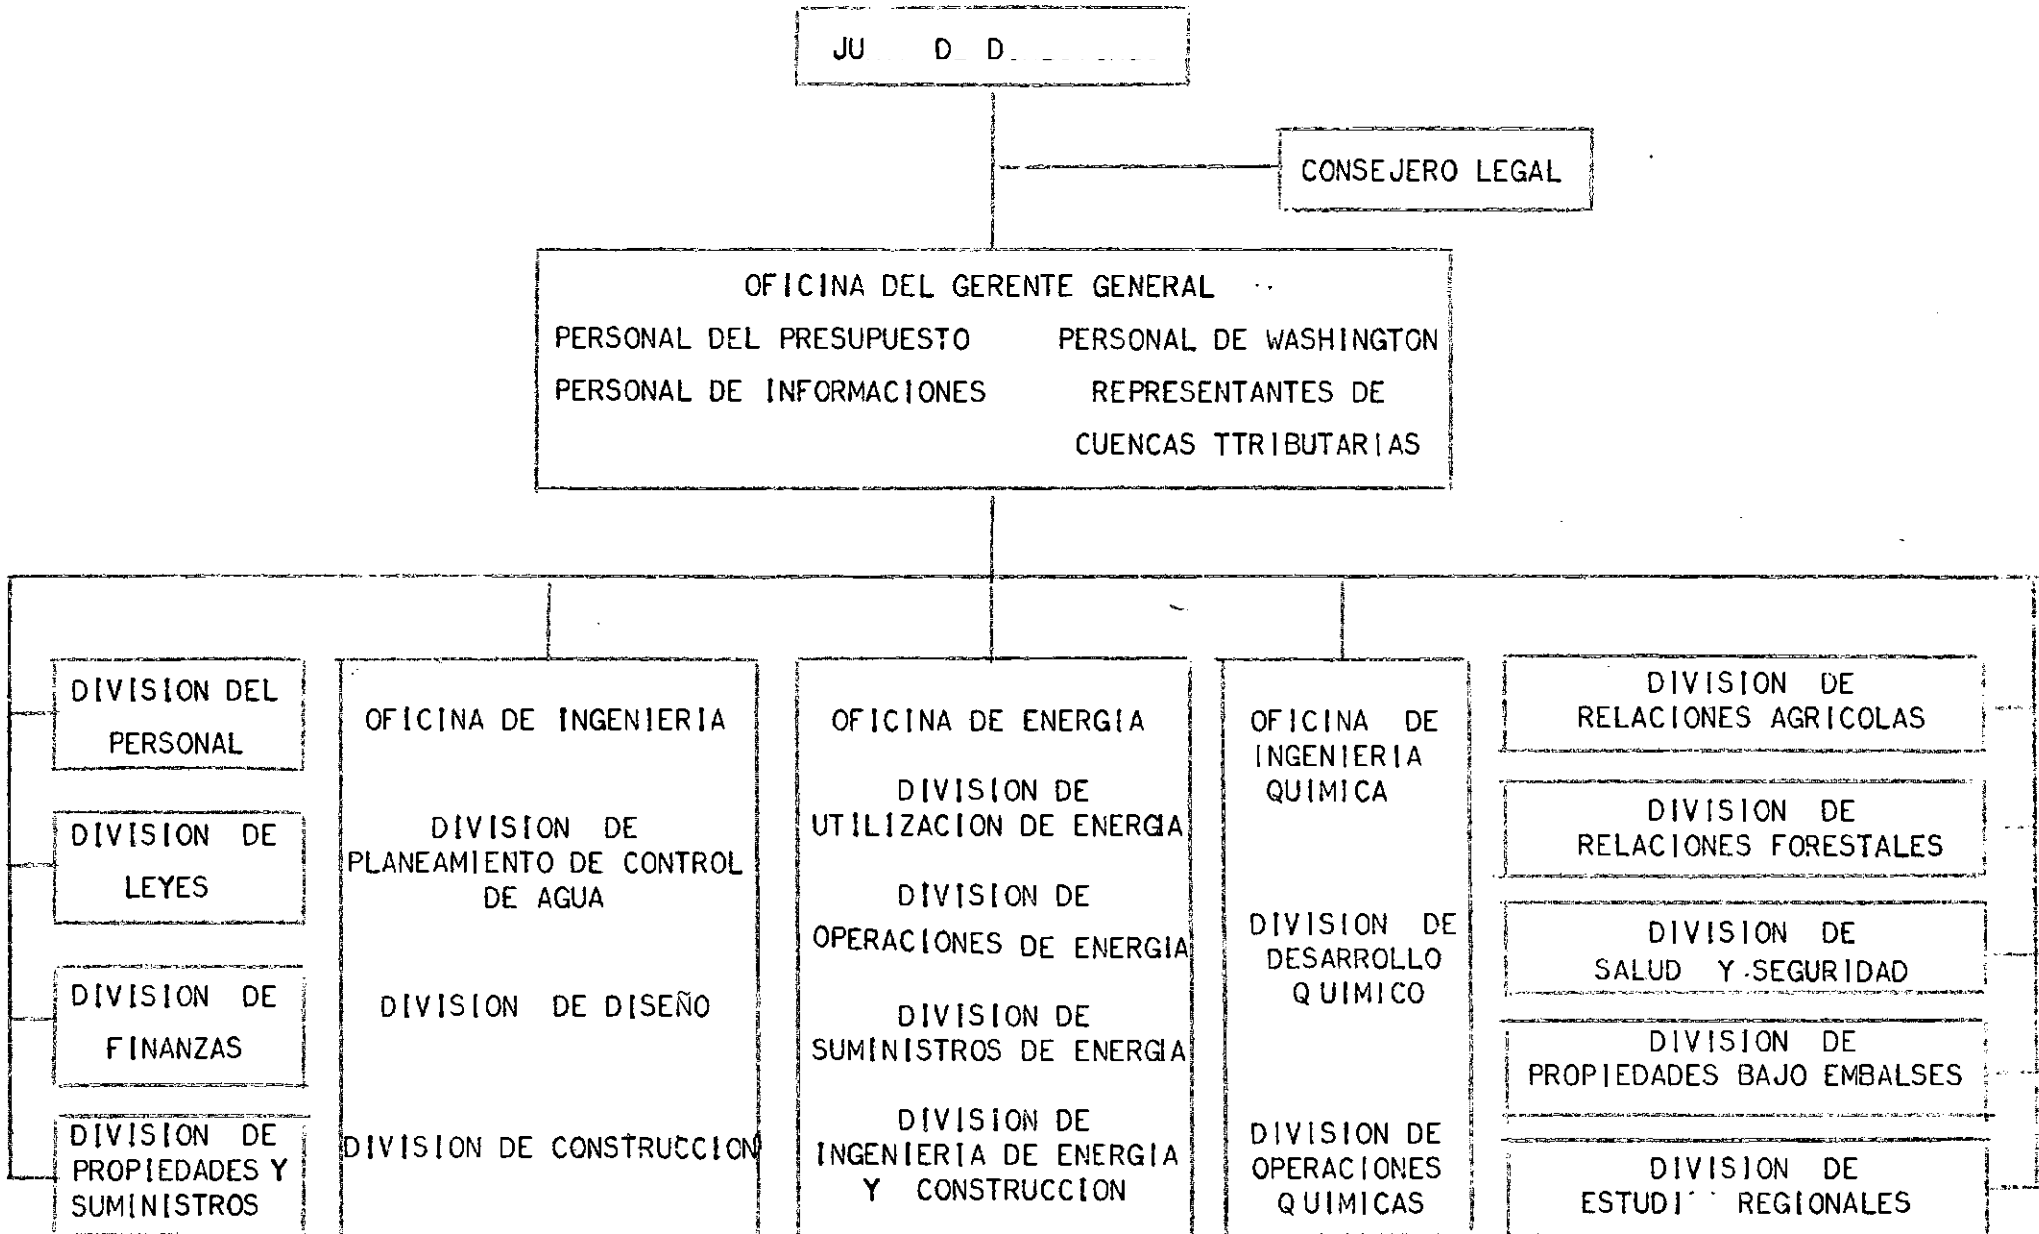 CONSEJERO LEGAL
OFICINA DEL GERENTE GENERAL
PERSONAL DEL PRESUPUESTO
PERSONAL DE INFORMACIONES
PERSONAL DE WASHINGTON
REPRESENTANTES DE
CUENCAS TTRIBUTARIAS
DIVISION DEL
PERSONAL
DIVISION DE
LEYES
DIVISION DE
FINANZAS
DIVISION DE
PROPIEDADES Y
SUMINISTROS
OFICINA DE INGENIERIA
DIVISION DE
PLANEAMIENTO DE CONTROL
DE AGUA
DIVISION DE DISEÑO
DIVISION DE CONSTRUCCION
OFICINA DE ENERGIA
DIVISION DE
UTILIZACION DE ENERGIA
DIVISION DE
OPERACIONES DE ENERGIA
DIVISION DE
SUMINISTROS DE ENERGIA
DIVISION DE
INGENIERIA DE ENERGIA
Y CONSTRUCCION
OFICINA DE
INGENIERIA
QUIMICA
DIVISION DE
DESARROLLO
QUIMICO
DIVISION DE
OPERACIONES
QUIMICAS
DIVISION DE
RELACIONES AGRICOLAS
DIVISION DE
RELACIONES FORESTALES
DIVISION DE
SALUD Y SEGURIDAD
DIVISION DE
PROPIEDADES BAJO EMBALSES
DIVISION DE
REGIONALES